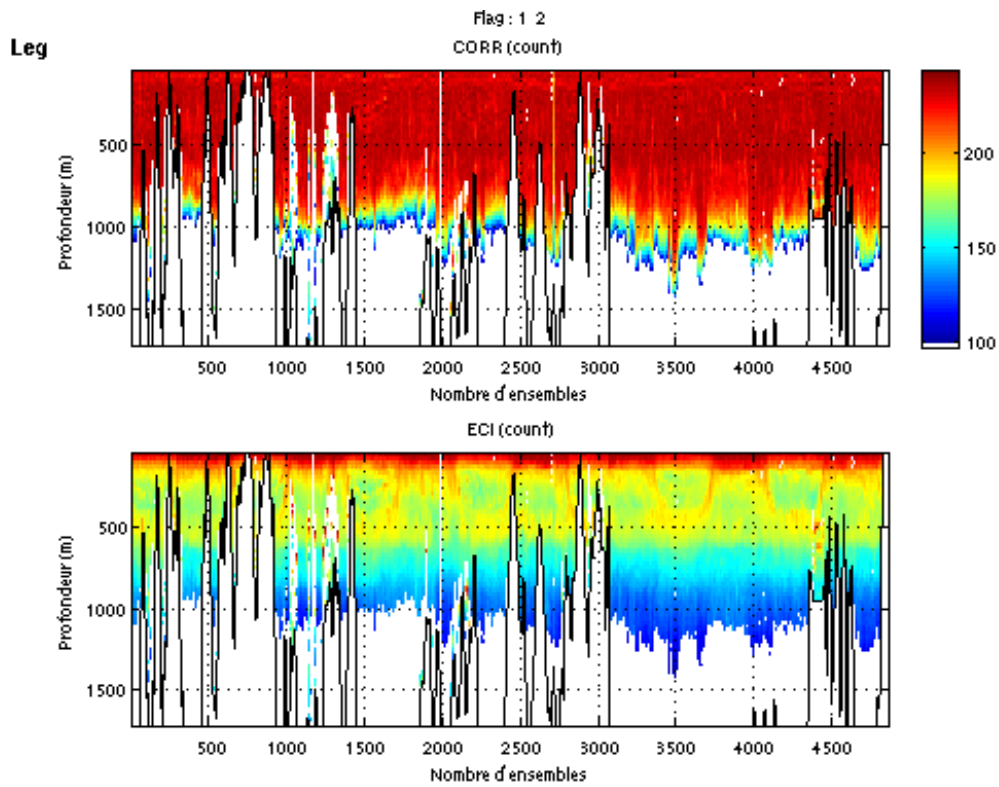 Flag : 1 2
Leg
CORR (count)
500
1000
1500
Profondeur (m)
500 1000 1500 2000 2500 3000 3500 4000 4500
Nombre d'ensembles
200
150
100
ECI (count)
500
1000
1500
Profondeur (m)
500 1000 1500 2000 2500 3000 3500 4000 4500
Nombre d'ensembles